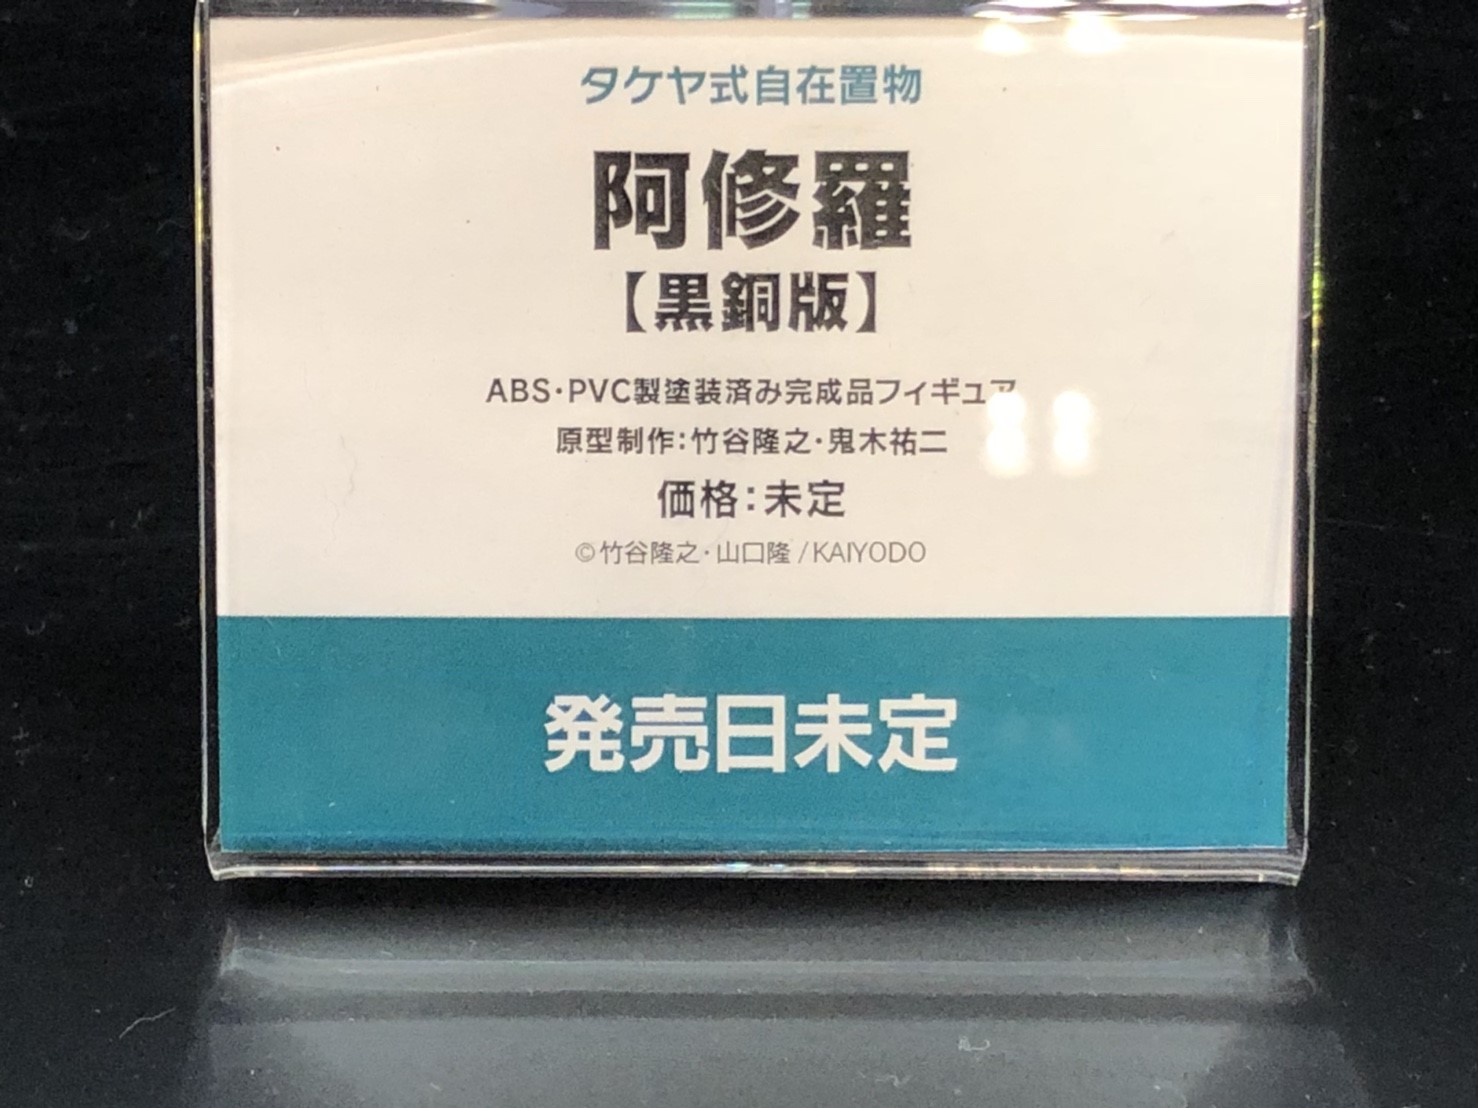 タケヤ式自在置物
阿修羅
【黒銅版】
ABS・PVC製塗装済み完成品フィギュア
原型制作:竹谷隆之・鬼木祐二
価格:未定
©竹谷隆之・山口隆/KAIYODO
発売日未定